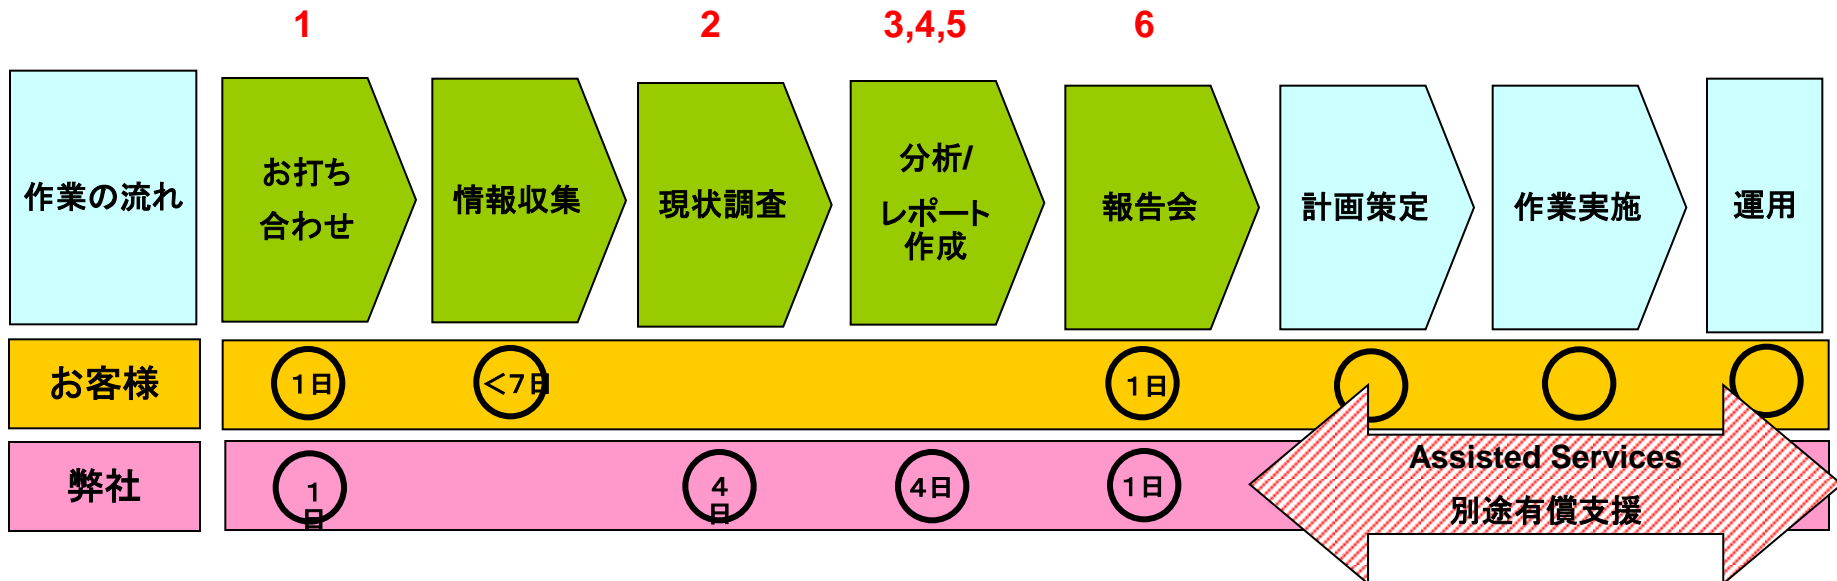 1
2
3,4,5
6
作業の流れ
お打ち
合わせ
情報収集
現状調査
分析/
レポート
作成
報告会
計画策定
作業実施
運用
お客様
1日
＜7日
1日
弊社
1
日
4
日
4日
1日
Assisted Services
別途有償支援